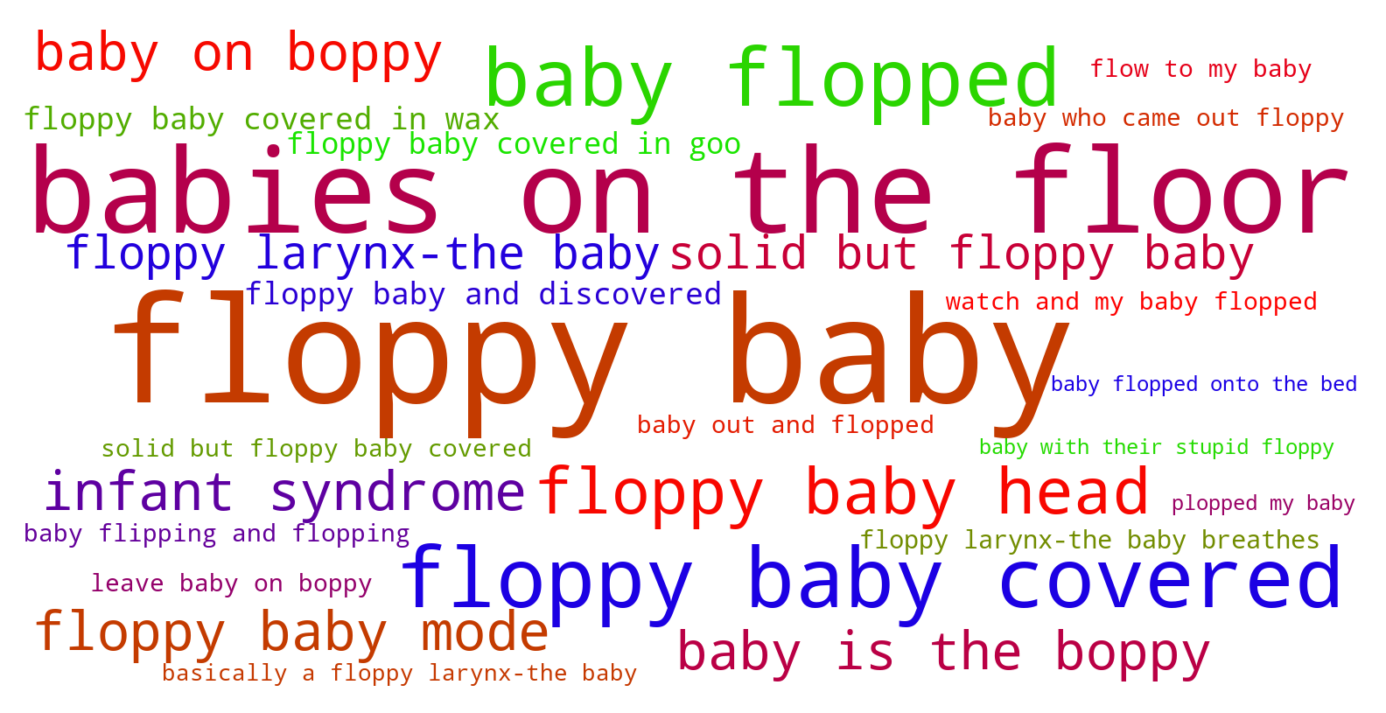 baby on boppy
baby flopped
flow to my baby
floppy baby covered in wax
baby who came out floppy
floppy baby covered in goo
babies on the floor
floppy larynx-the baby
solid but floppy baby
floppy baby and discovered
watch and my baby flopped
floppy baby
baby flopped onto the bed
baby out and flopped
solid but floppy baby covered
baby with their stupid floppy
infant syndrome
floppy baby head
plopped my baby
baby flipping and flopping
floppy larynx-the baby breathes
leave baby on boppy
floppy baby covered
floppy baby mode
baby is the boppy
basically a floppy larynx-the baby